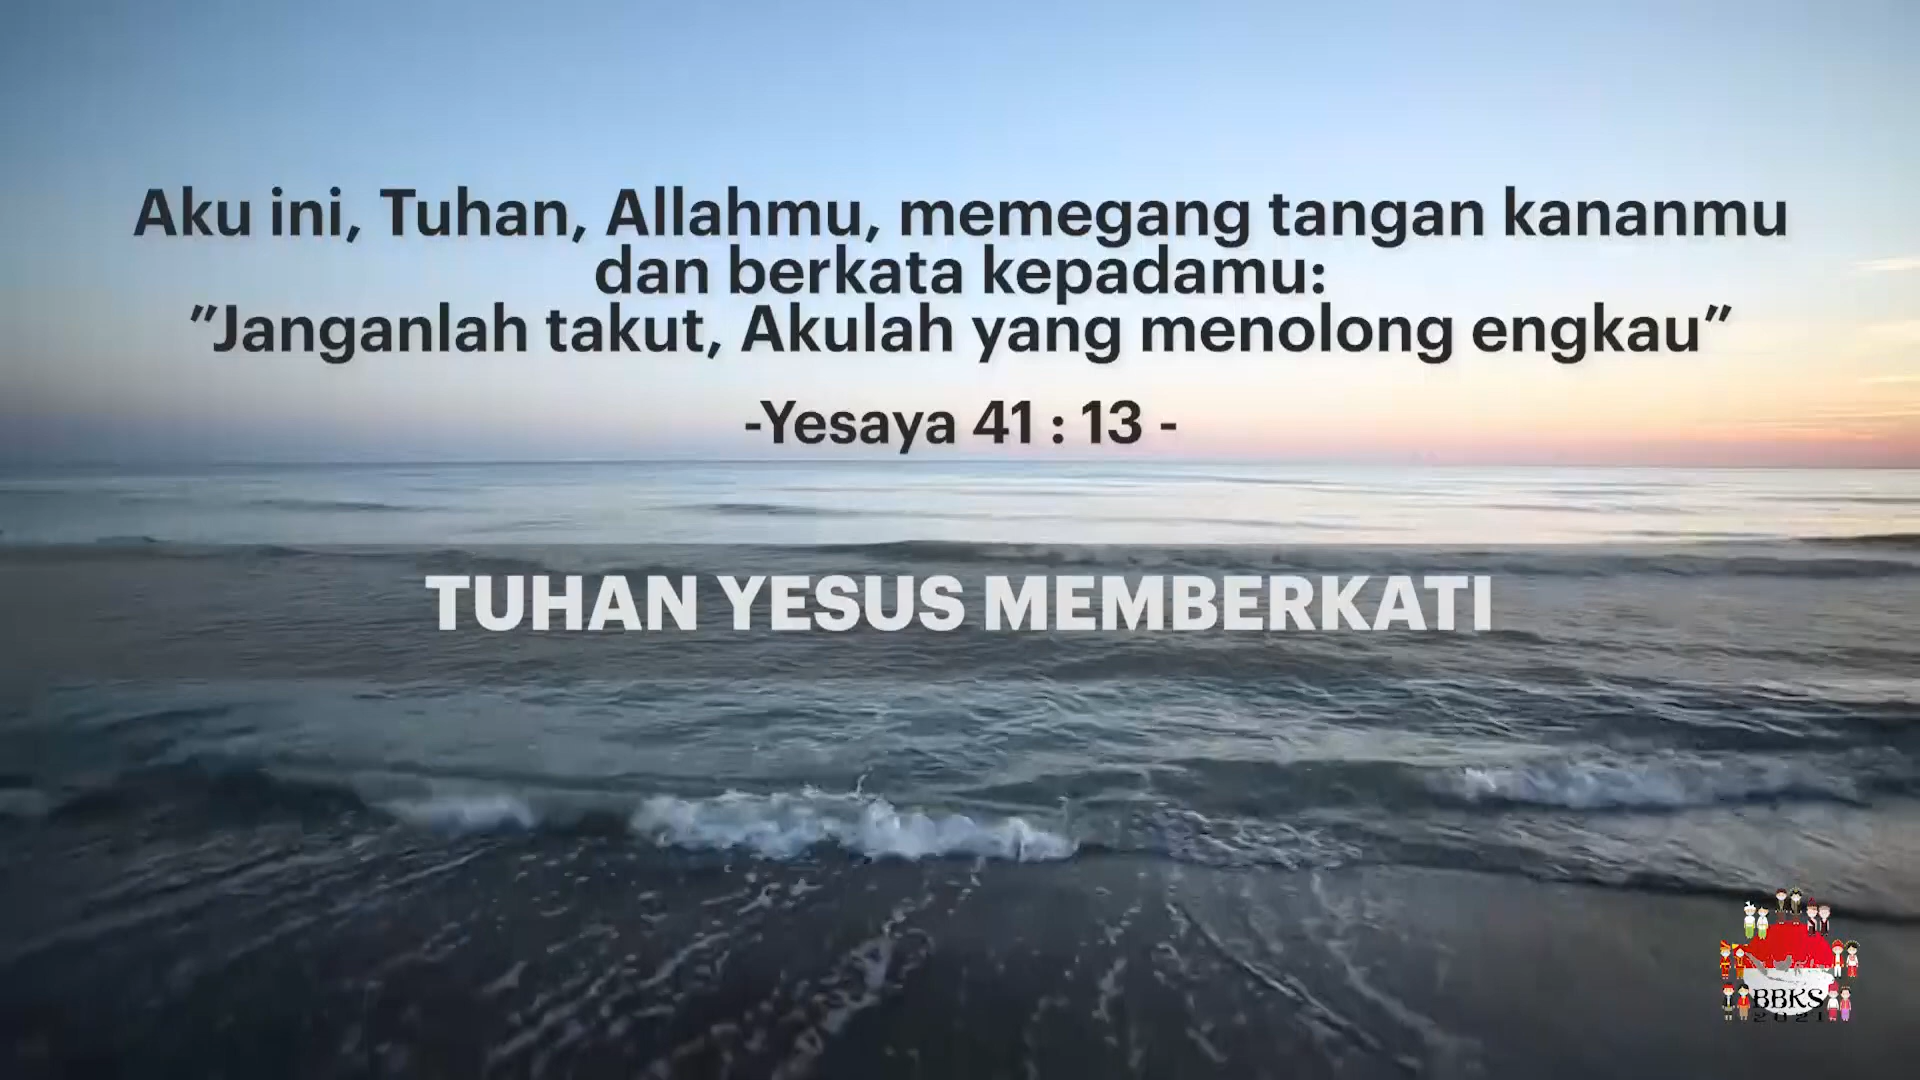 Aku ini, Tuhan, Allahmu, memegang tangan kananmu
dan berkata kepadamu:
"Janganlah takut, Akulah yang menolong engkau"
-Yesaya 41 : 13 -
TUHAN YESUS MEMBERKATI
BBKS
2021